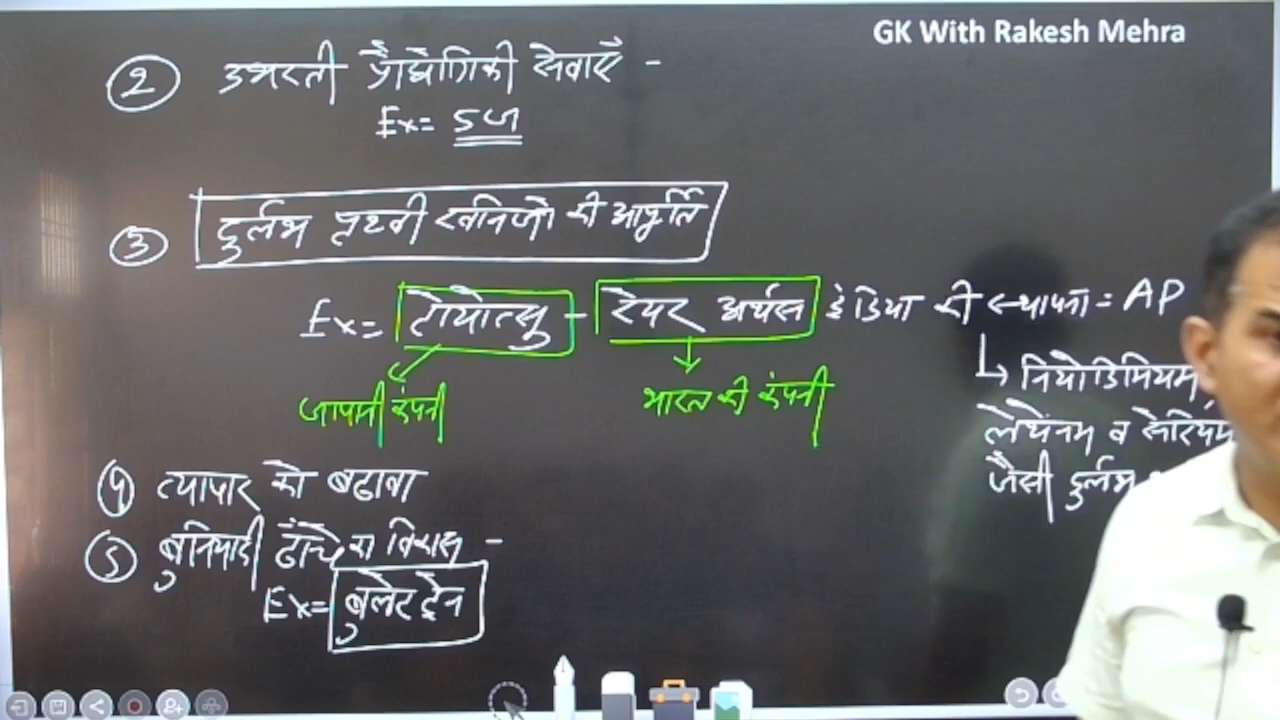 GK With Rakesh Mehra
② उभरती प्रौद्योगिकी सेवाएँ -
Ex= 5G
③ दुर्लभ पृथ्वी खनिजो की आपूर्ति
Ex= टोयोत्सु - रेयर अर्थस इंडिया की स्थापना = AP
↳ नियोडिमियम,
जापानी कंपनी भारत की कंपनी
लेथेनम व सेरियम
जैसी दुर्लभ
④ व्यापार को बढावा
⑤ बुनियादी ढांचे का विकास -
Ex= बुलेट ट्रेन